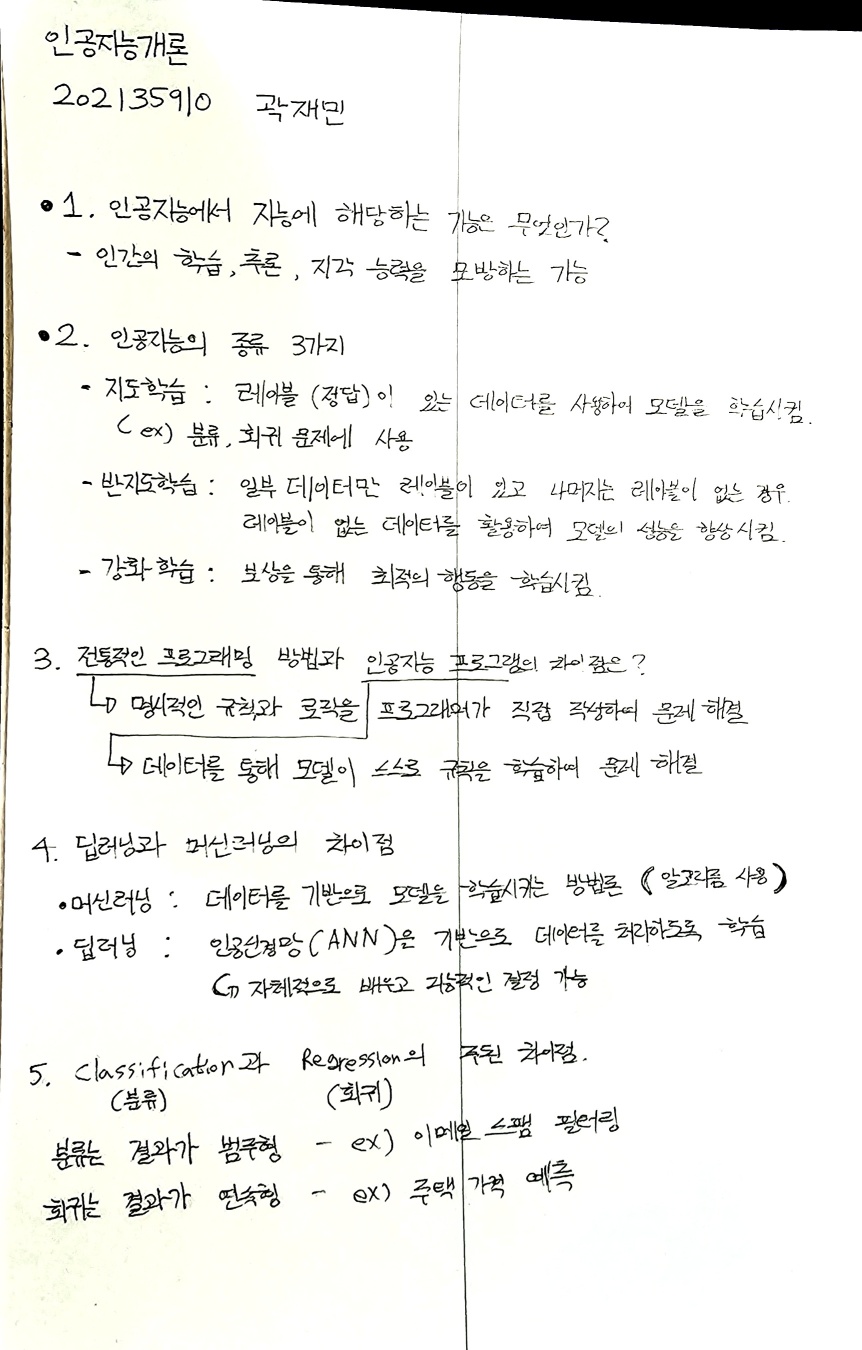 인공지능개론
202135910 곽재민
• 1. 인공지능에서 지능에 해당하는 기능은 무엇인가?
- 인간의 학습, 추론, 지각 능력을 모방하는 기능
• 2. 인공지능의 종류 3가지
- 지도학습 : 레이블 (정답)이 있는 데이터를 사용하여 모델을 학습시킴.
( ex) 분류, 회귀 문제에 사용
- 반지도학습 : 일부 데이터만 레이블이 있고 나머지는 레이블이 없는 경우.
레이블이 없는 데이터를 활용하여 모델의 성능을 향상시킴.
- 강화학습 : 보상을 통해 최적의 행동을 학습시킴.
3. 전통적인 프로그래밍 방법과 인공지능 프로그램의 차이점은?
↳ 명시적인 규칙과 로직을 프로그래머가 직접 작성하여 문제 해결
↳ 데이터를 통해 모델이 스스로 규칙을 학습하여 문제 해결
4. 딥러닝과 머신러닝의 차이점
• 머신러닝 : 데이터를 기반으로 모델을 학습시키는 방법론 (알고리즘 사용)
• 딥러닝 : 인공신경망(ANN)은 기반으로 데이터를 처리하도록 학습
↳ 자체적으로 배우고 지능적인 결정 가능
5. Classification과 Regression의 주된 차이점.
(분류) (회귀)
분류는 결과가 범주형 - ex) 이메일 스팸 필터링
회귀는 결과가 연속형 - ex) 주택 가격 예측